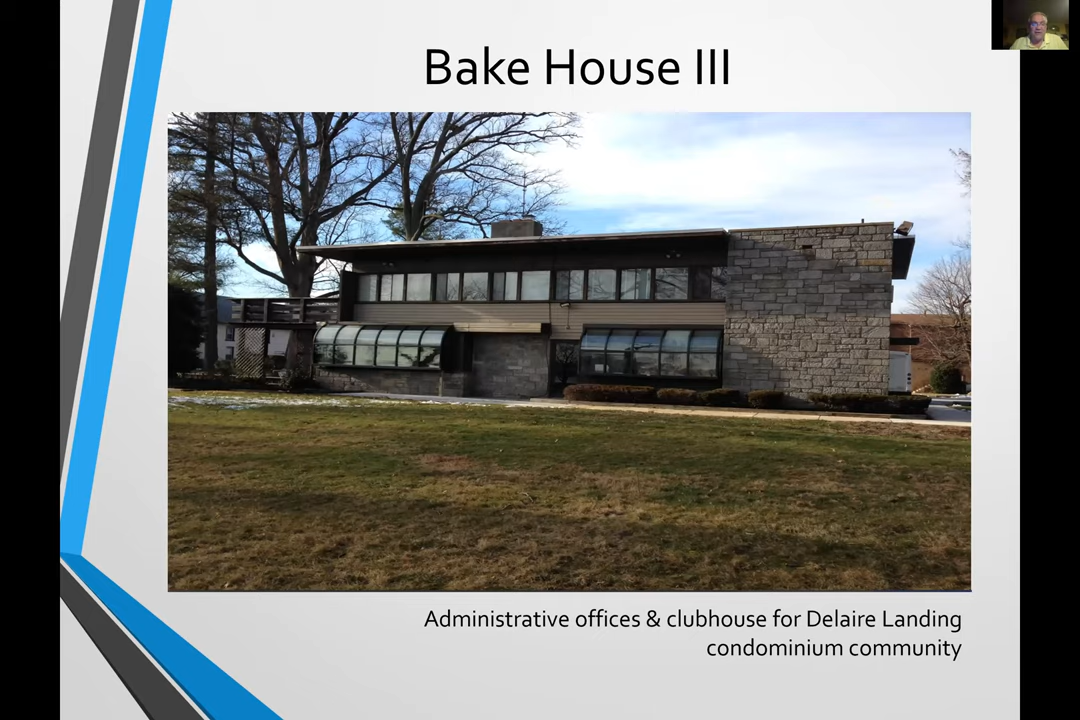 Bake House III
Administrative offices & clubhouse for Delaire Landing
condominium community